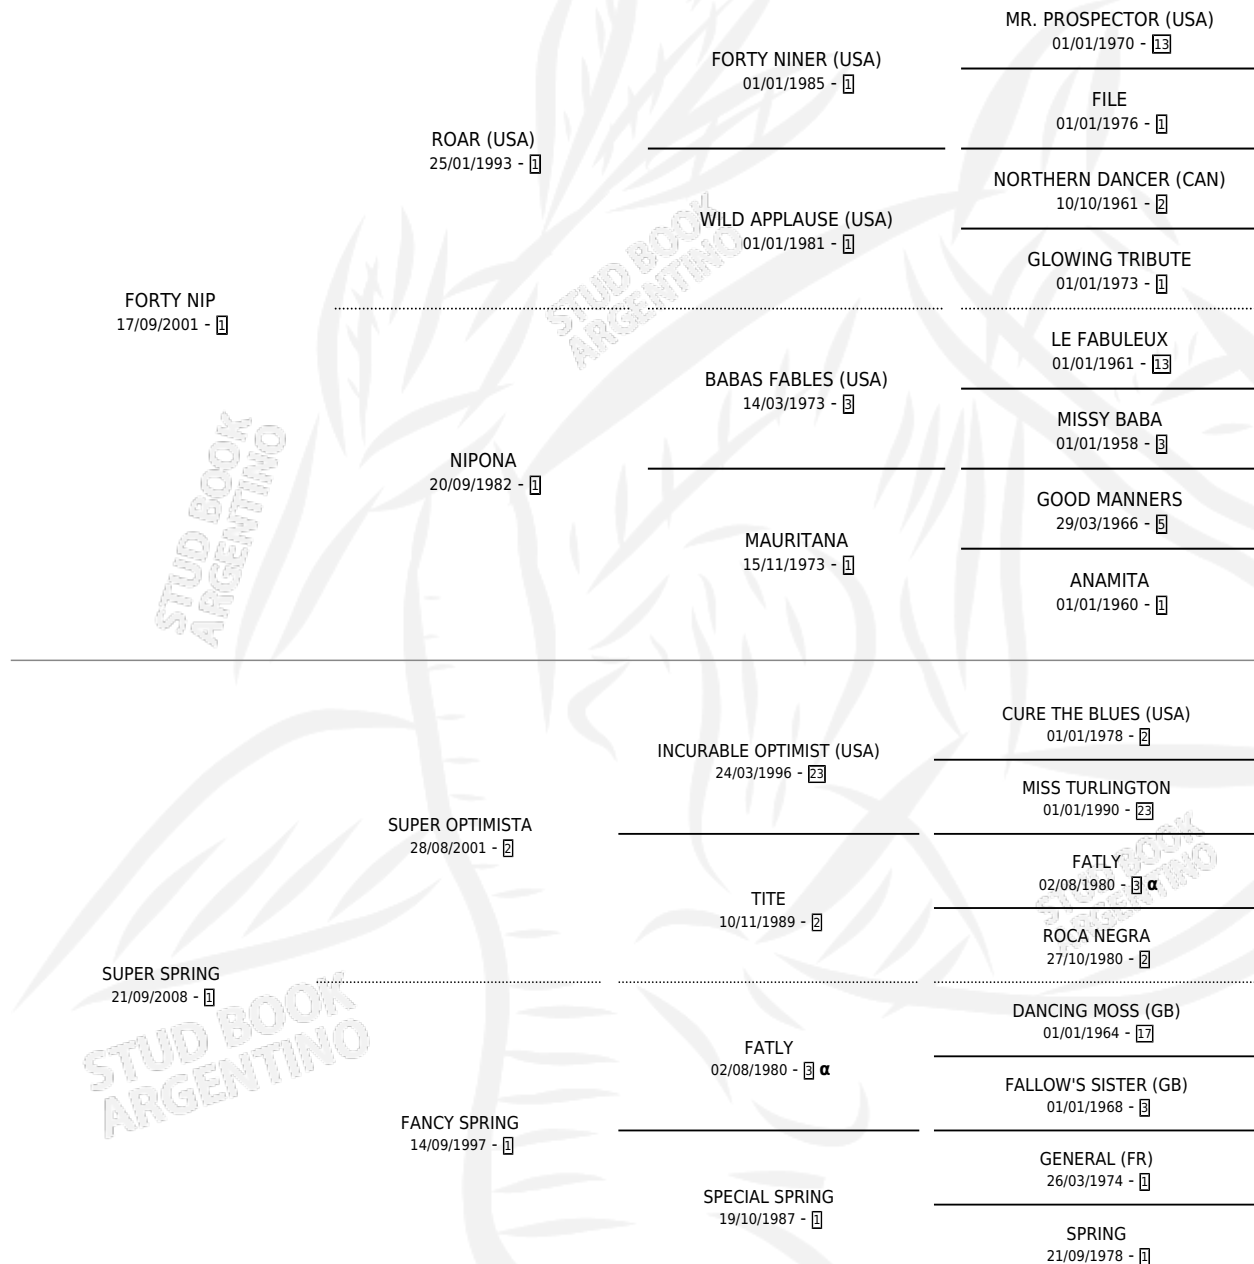 MR. PROSPECTOR (USA)
01/01/1970 - 13
FORTY NINER (USA)
01/01/1985 - 1
FILE
01/01/1976 - 1
ROAR (USA)
25/01/1993 - 1
NORTHERN DANCER (CAN)
10/10/1961 - 2
WILD APPLAUSE (USA)
01/01/1981 - 1
GLOWING TRIBUTE
01/01/1973 - 1
FORTY NIP
17/09/2001 - 1
LE FABULEUX
01/01/1961 - 13
BABAS FABLES (USA)
14/03/1973 - 3
MISSY BABA
01/01/1958 - 3
NIPONA
20/09/1982 - 1
GOOD MANNERS
29/03/1966 - 5
MAURITANA
15/11/1973 - 1
ANAMITA
01/01/1960 - 1
CURE THE BLUES (USA)
01/01/1978 - 2
INCURABLE OPTIMIST (USA)
24/03/1996 - 23
MISS TURLINGTON
01/01/1990 - 23
SUPER OPTIMISTA
28/08/2001 - 2
FATLY
02/08/1980 - 3 α
TITE
10/11/1989 - 2
ROCA NEGRA
27/10/1980 - 2
SUPER SPRING
21/09/2008 - 1
DANCING MOSS (GB)
01/01/1964 - 17
FATLY
02/08/1980 - 3 α
FALLOW'S SISTER (GB)
01/01/1968 - 3
FANCY SPRING
14/09/1997 - 1
GENERAL (FR)
26/03/1974 - 1
SPECIAL SPRING
19/10/1987 - 1
SPRING
21/09/1978 - 1
STUD BOOK
ARGENTINO
STUD BOOK
ARGENTINO
STUD BOOK
ARGENTINO
STUD BOOK
ARGENTINO